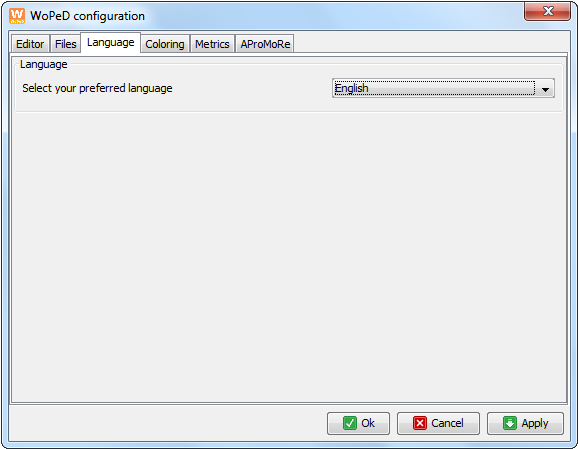 WoPeD configuration
Editor Files Language Coloring Metrics AProMoRe
Language
Select your preferred language English
Ok Cancel Apply